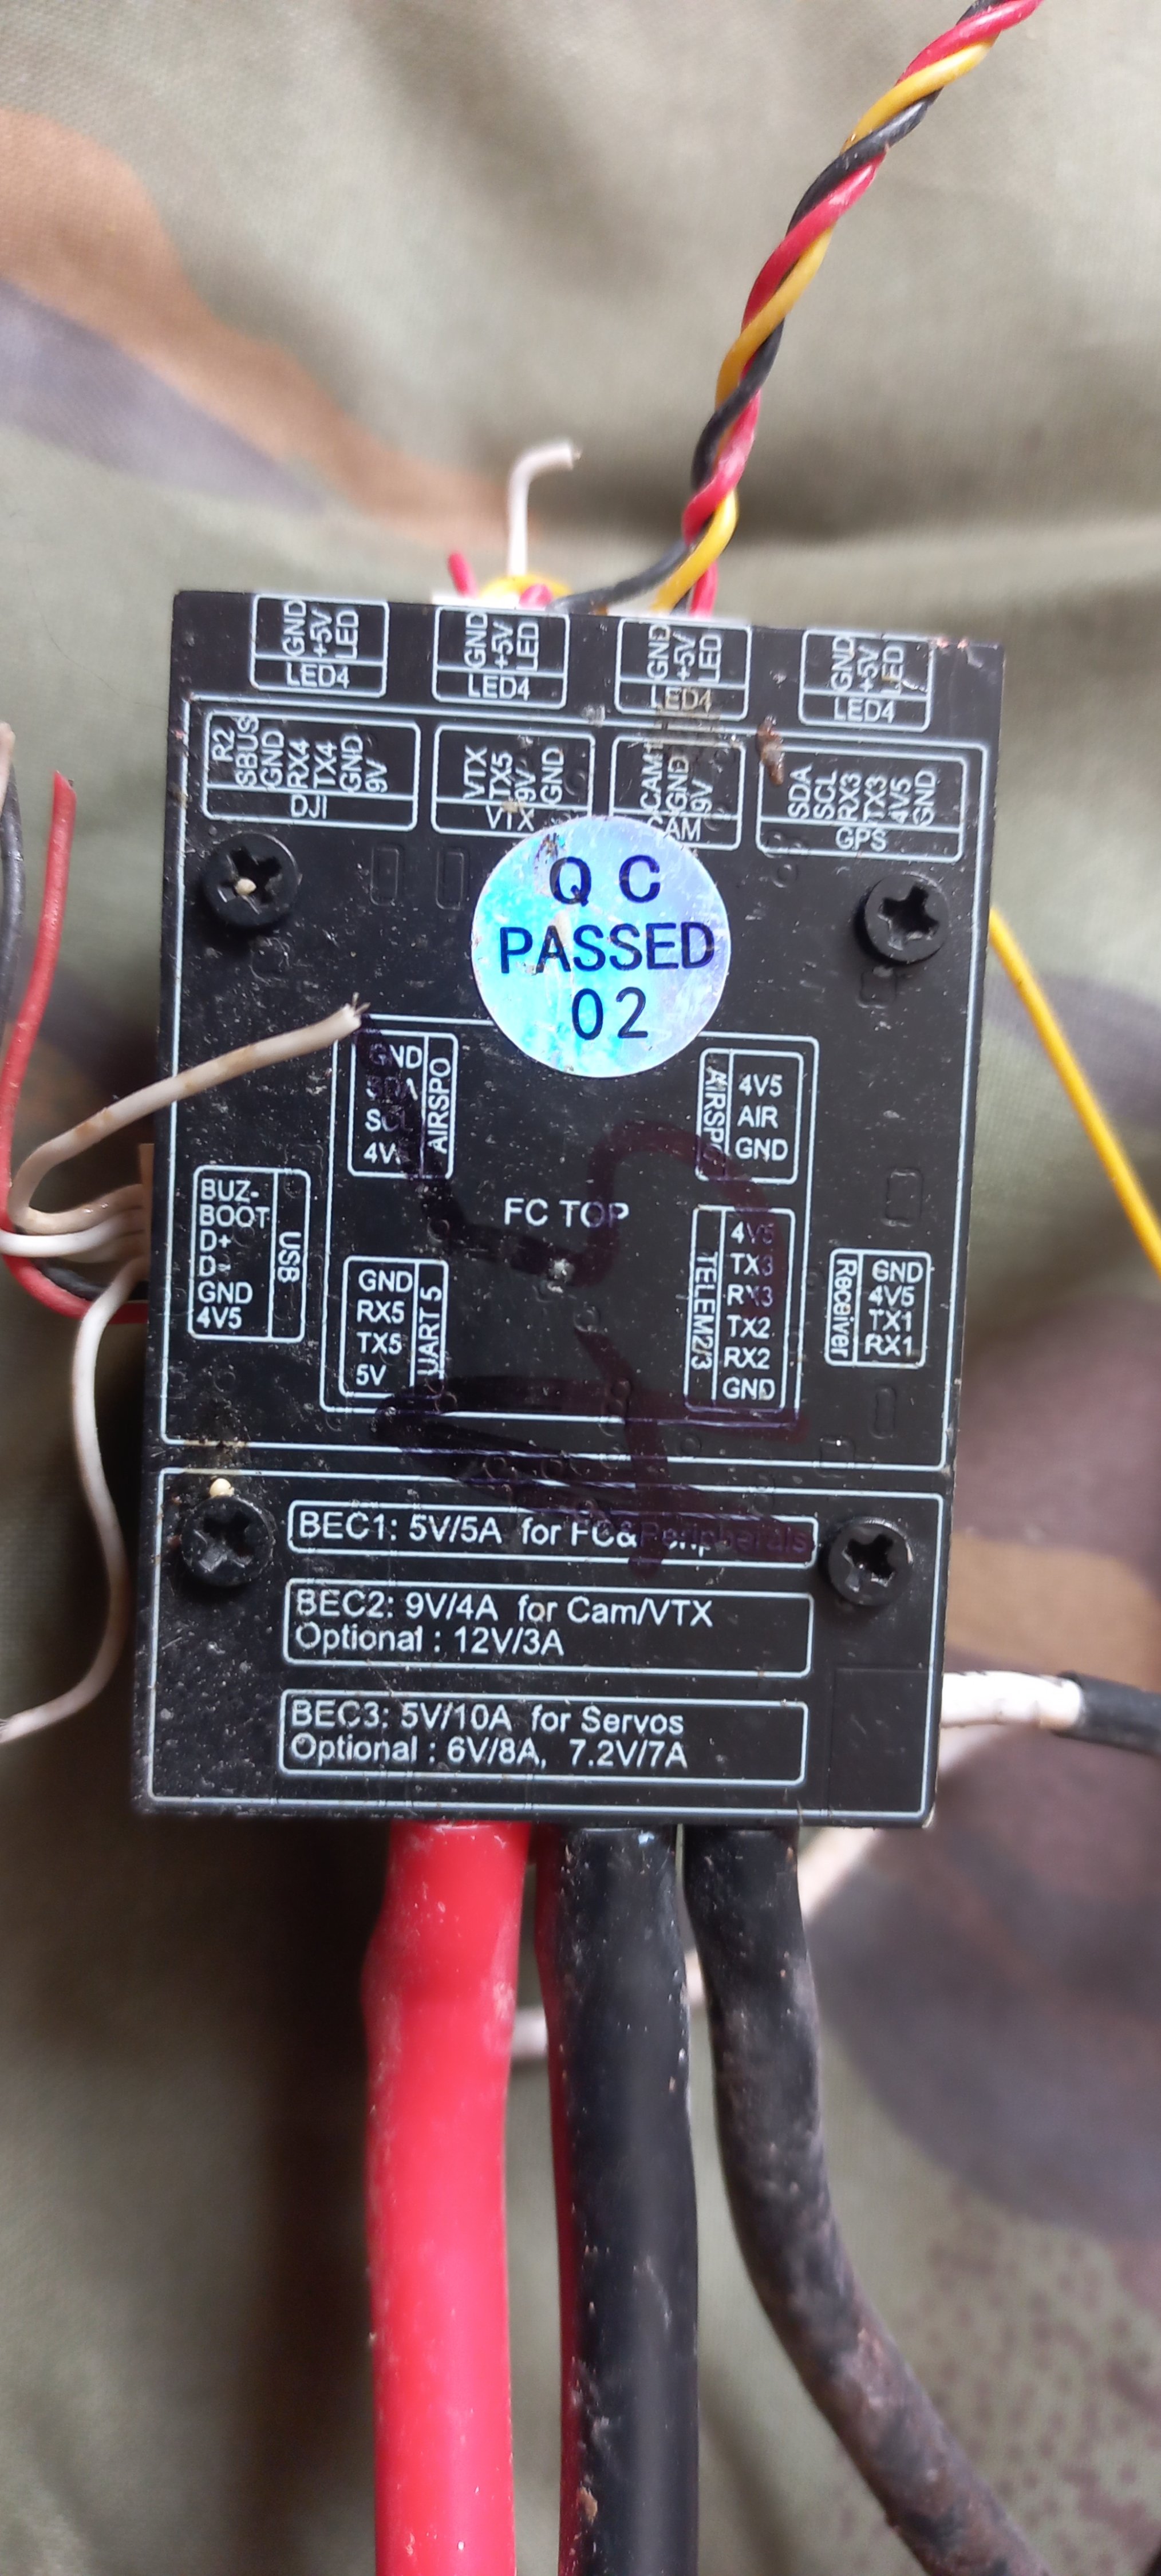 GND
+5V
LED
LED4
GND
+5V
LED
LED4
GND
+5V
LED
LED4
GND
+5V
LED
LED4
R2
SBUS
GND
RX4
TX4
GND
9V
DJI
VTX
TX5
9V
GND
VTX
CAM1
GND
9V
CAM
SDA
SCL
RX3
TX3
4V5
GND
GPS
Q C
PASSED
02
GND
SDA
SCL
AIRSPD
4V5
AIR
GND
FC TOP
BUZ-
BOOT
D+
D-
GND
4V5
USB
GND
RX5
TX5
5V
UART 5
4V5
TX3
RX3
TX2
RX2
GND
TELEM2/3
GND
4V5
TX1
RX1
Receiver
BEC1: 5V/5A for FC&Peripherals
BEC2: 9V/4A for Cam/VTX
Optional : 12V/3A
BEC3: 5V/10A for Servos
Optional : 6V/8A, 7.2V/7A